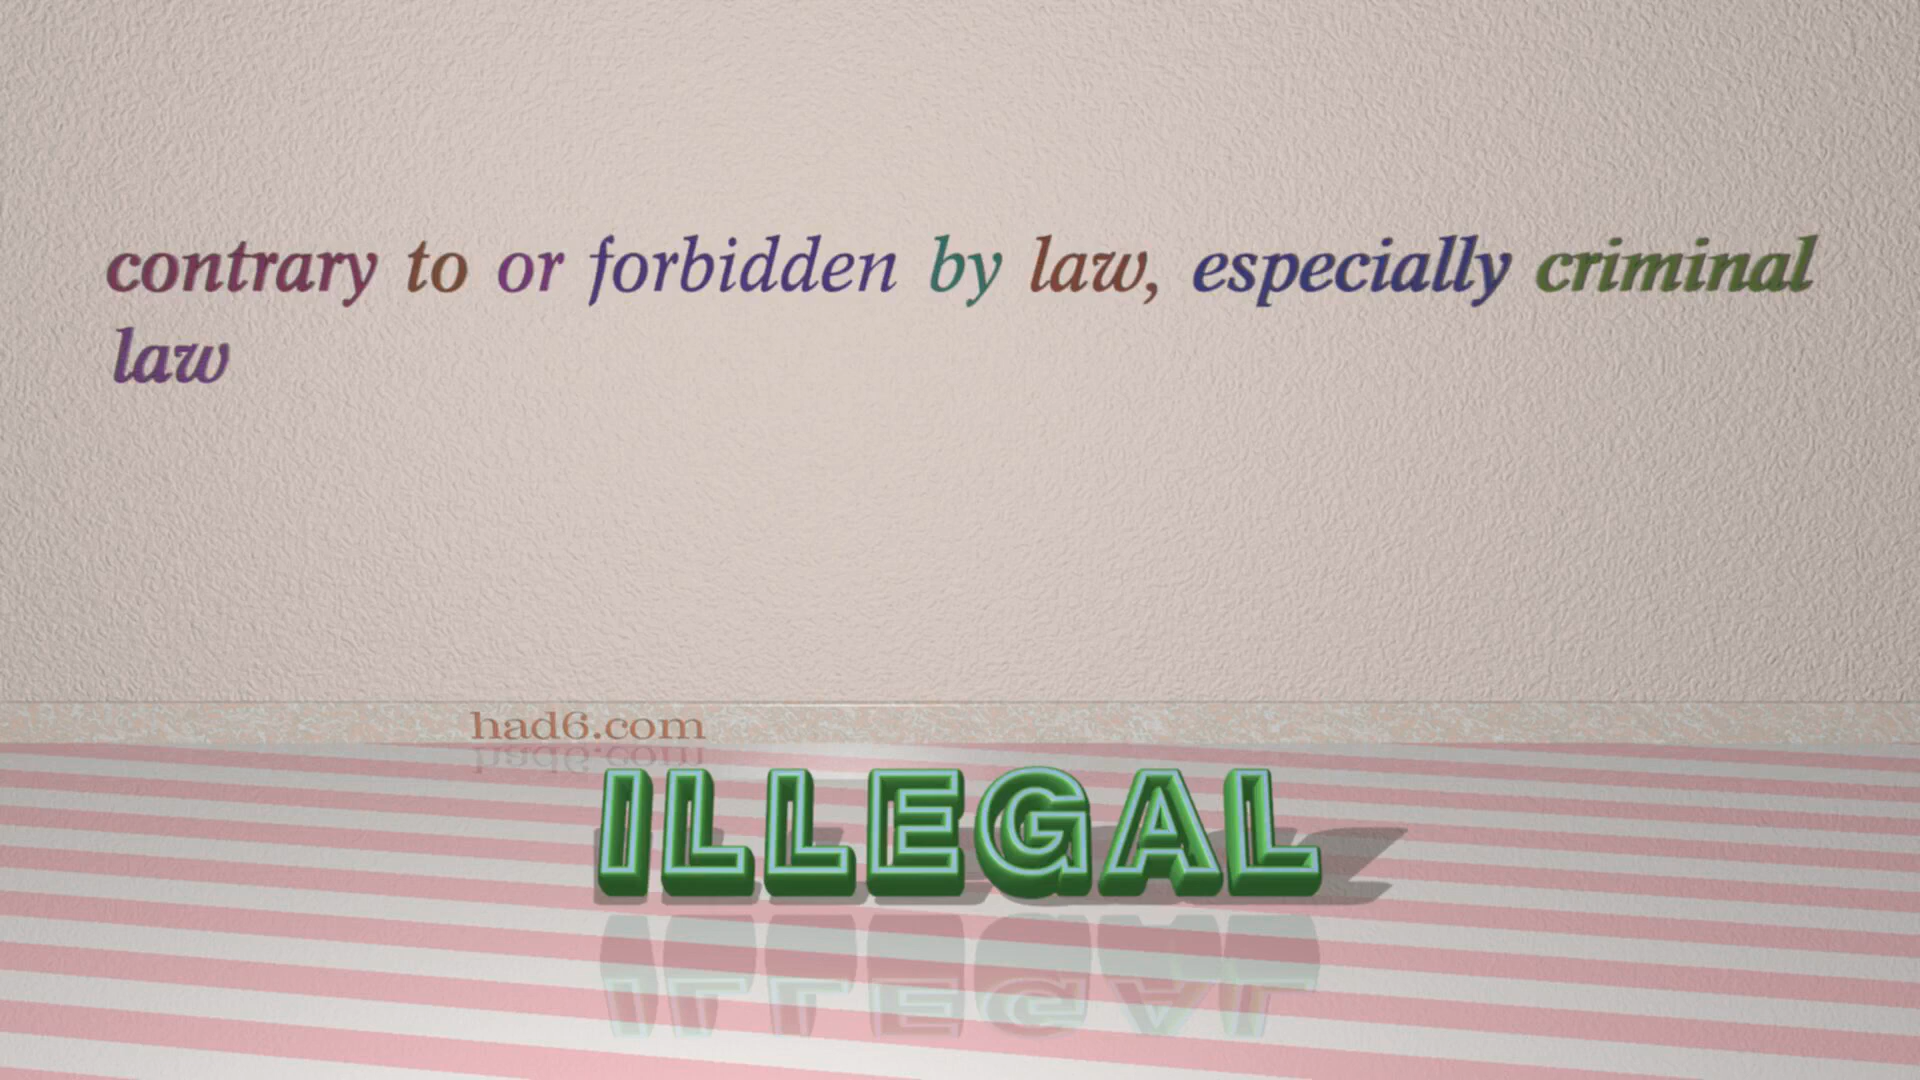 contrary to or forbidden by law, especially criminal
law
had6.com
ILLEGAL